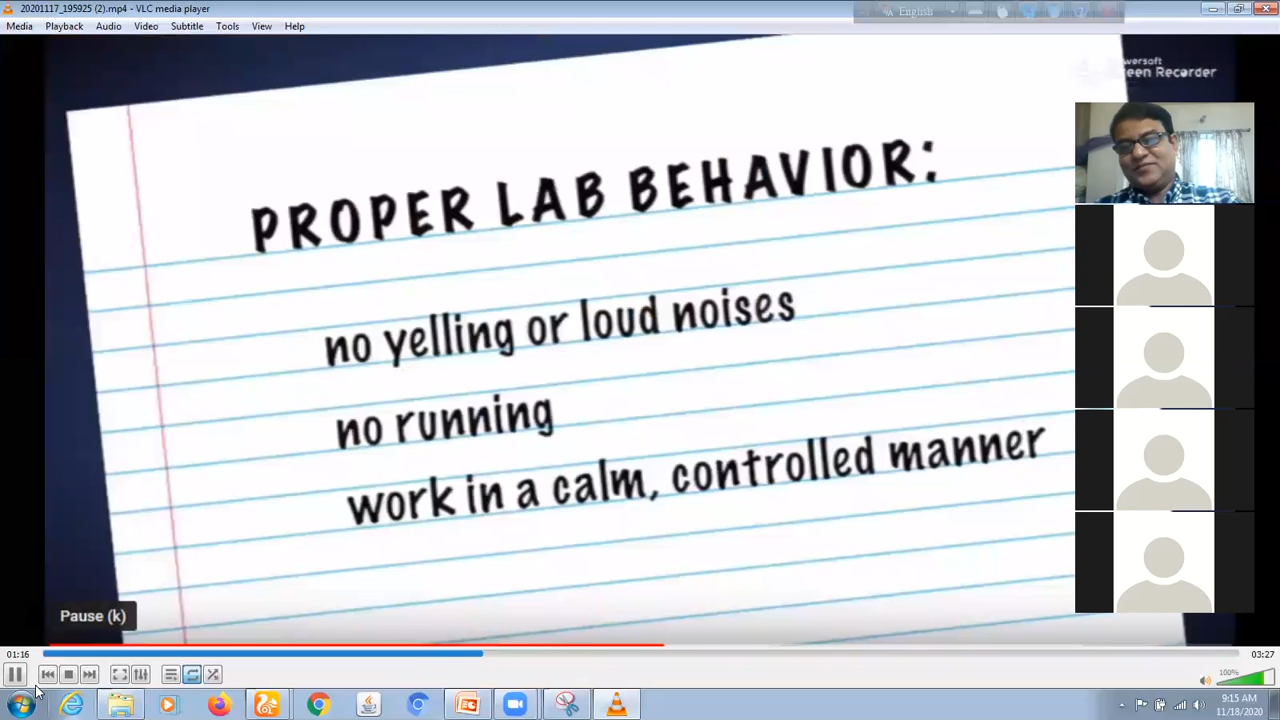 20201117_195925 (2).mp4 - VLC media player
English
Media Playback Audio Video Subtitle Tools View Help
owersoft
een Recorder
PROPER LAB BEHAVIOR:
no yelling or loud noises
no running
work in a calm, controlled manner
Pause (k)
01:16
03:27
100%
9:15 AM
11/18/2020